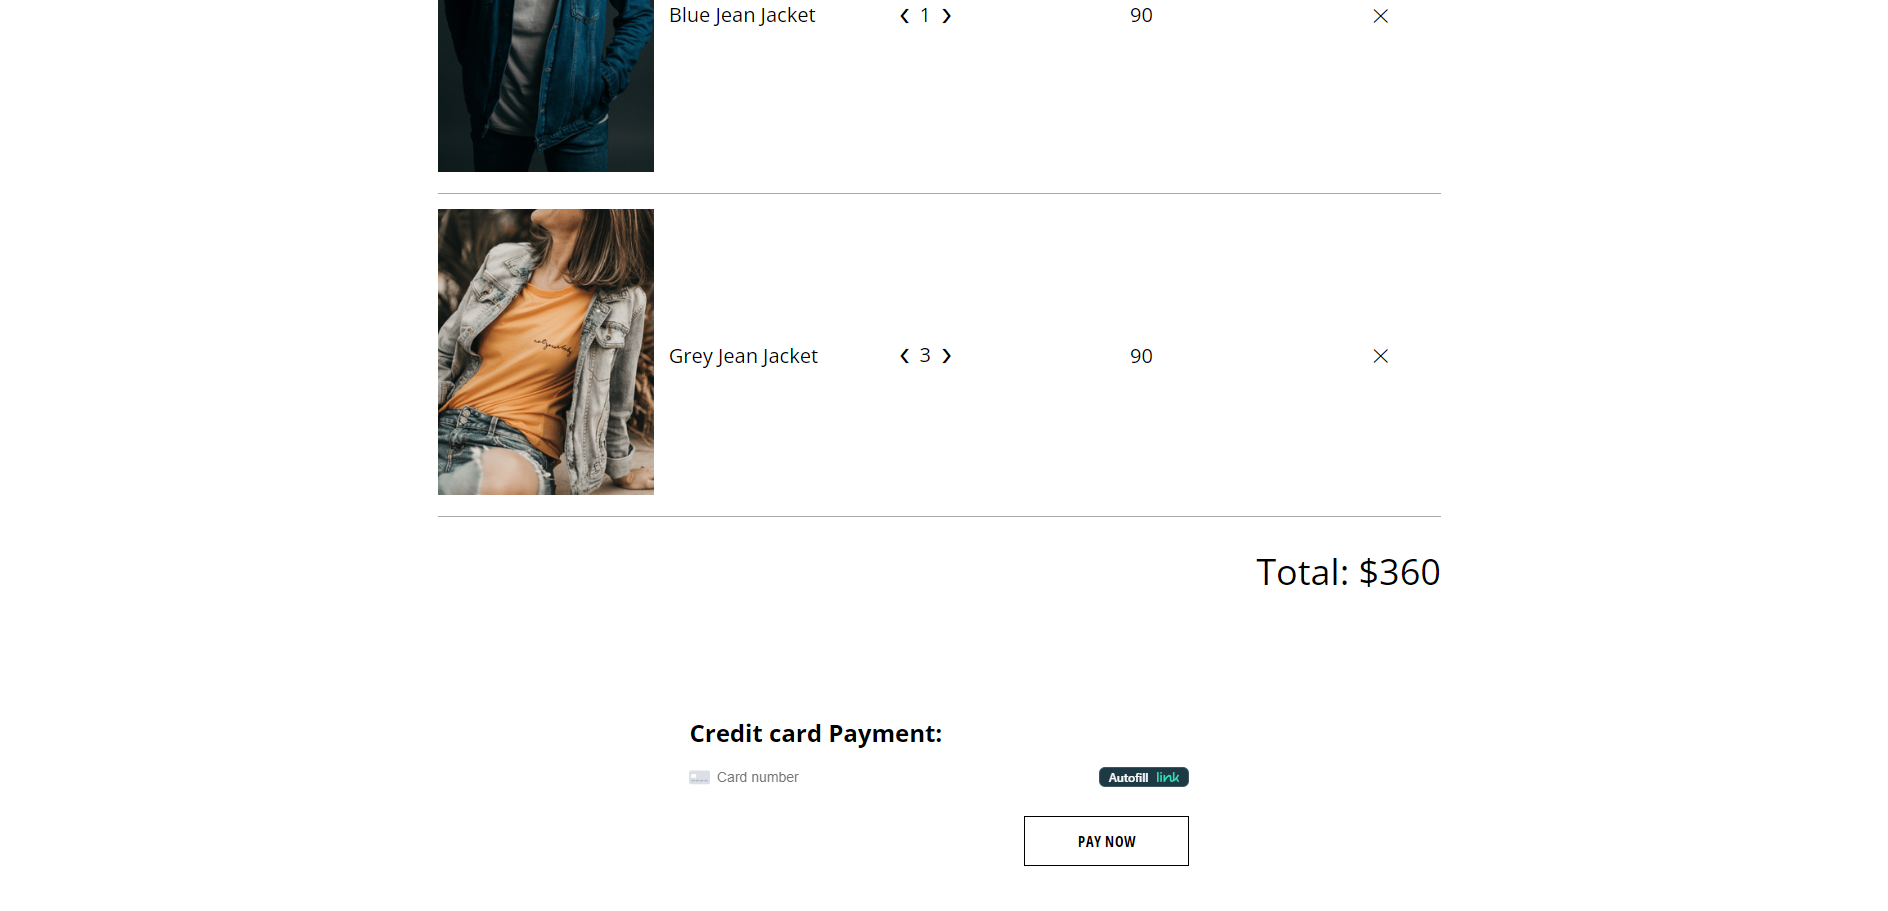 Blue Jean Jacket ❮ 1 ❯ 90
Grey Jean Jacket ❮ 3 ❯ 90
Total: $360
Credit card Payment:
Card number Autofill link
PAY NOW